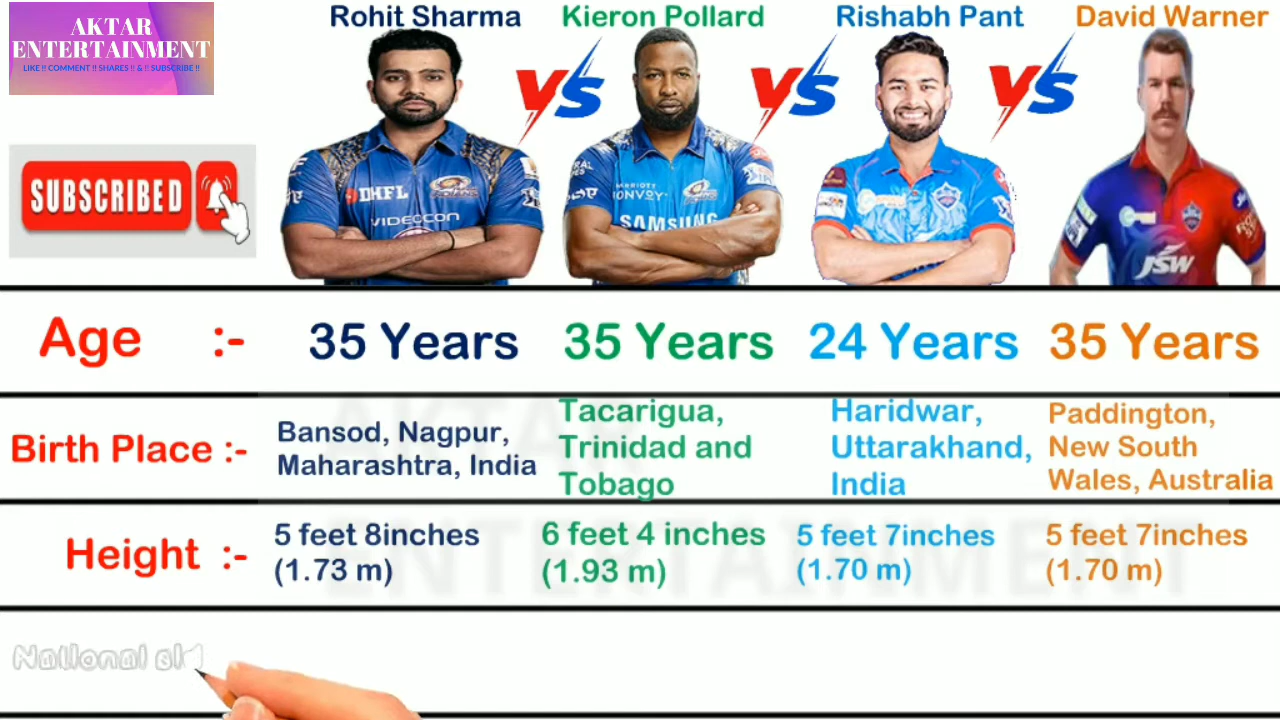 AKTAR
ENTERTAINMENT
LIKE !! COMMENT !! SHARES !! & !! SUBSCRIBE !!
Rohit Sharma
Kieron Pollard
Rishabh Pant
David Warner
VS
VS
VS
SUBSCRIBED
DHFL
VIDEOCON
SAMSUNG
JSW
Age :- 35 Years 35 Years 24 Years 35 Years
Birth Place :-
Bansod, Nagpur,
Maharashtra, India
Tacarigua,
Trinidad and
Tobago
Haridwar,
Uttarakhand,
India
Paddington,
New South
Wales, Australia
Height :-
5 feet 8inches
(1.73 m)
6 feet 4 inches
(1.93 m)
5 feet 7inches
(1.70 m)
5 feet 7inches
(1.70 m)
AKTAR
ENTERTAINMENT
National